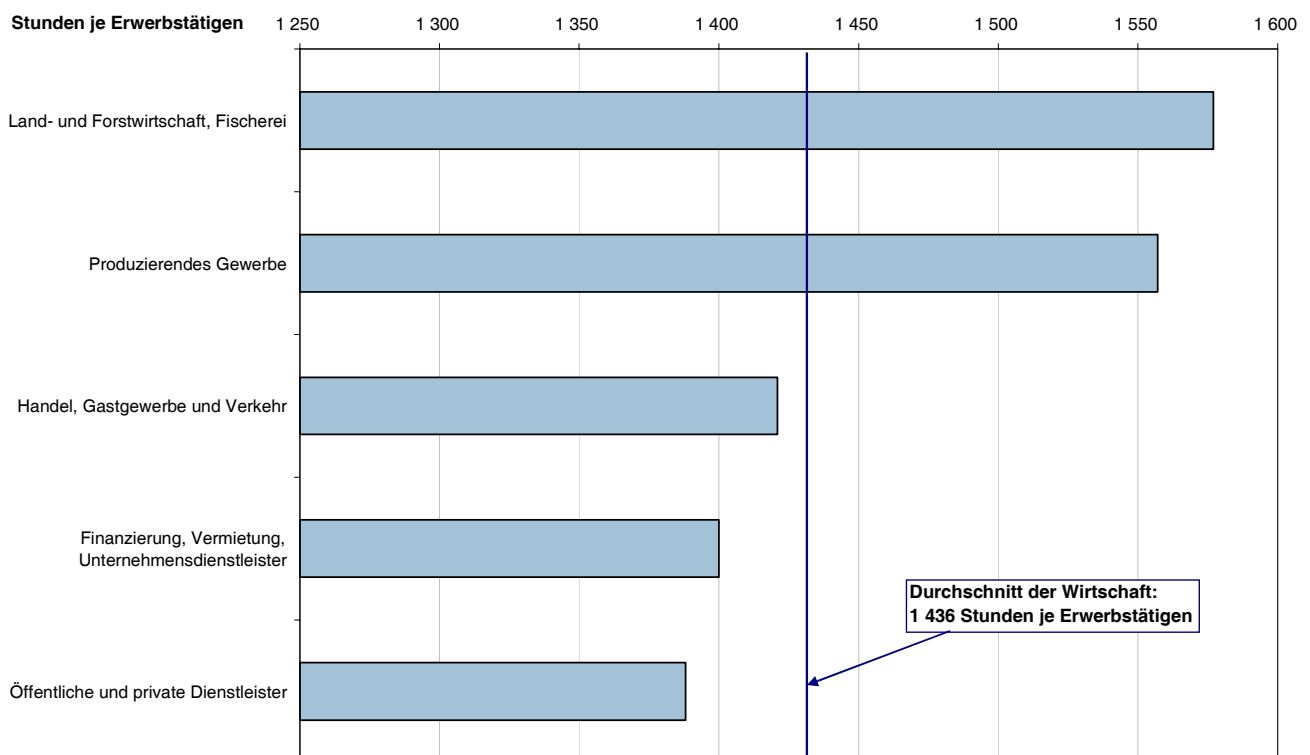 Stunden je Erwerbstätigen
1 250 1 300 1 350 1 400 1 450 1 500 1 550 1 600
Land- und Forstwirtschaft, Fischerei
Produzierendes Gewerbe
Handel, Gastgewerbe und Verkehr
Finanzierung, Vermietung,
Unternehmensdienstleister
Durchschnitt der Wirtschaft:
1 436 Stunden je Erwerbstätigen
Öffentliche und private Dienstleister